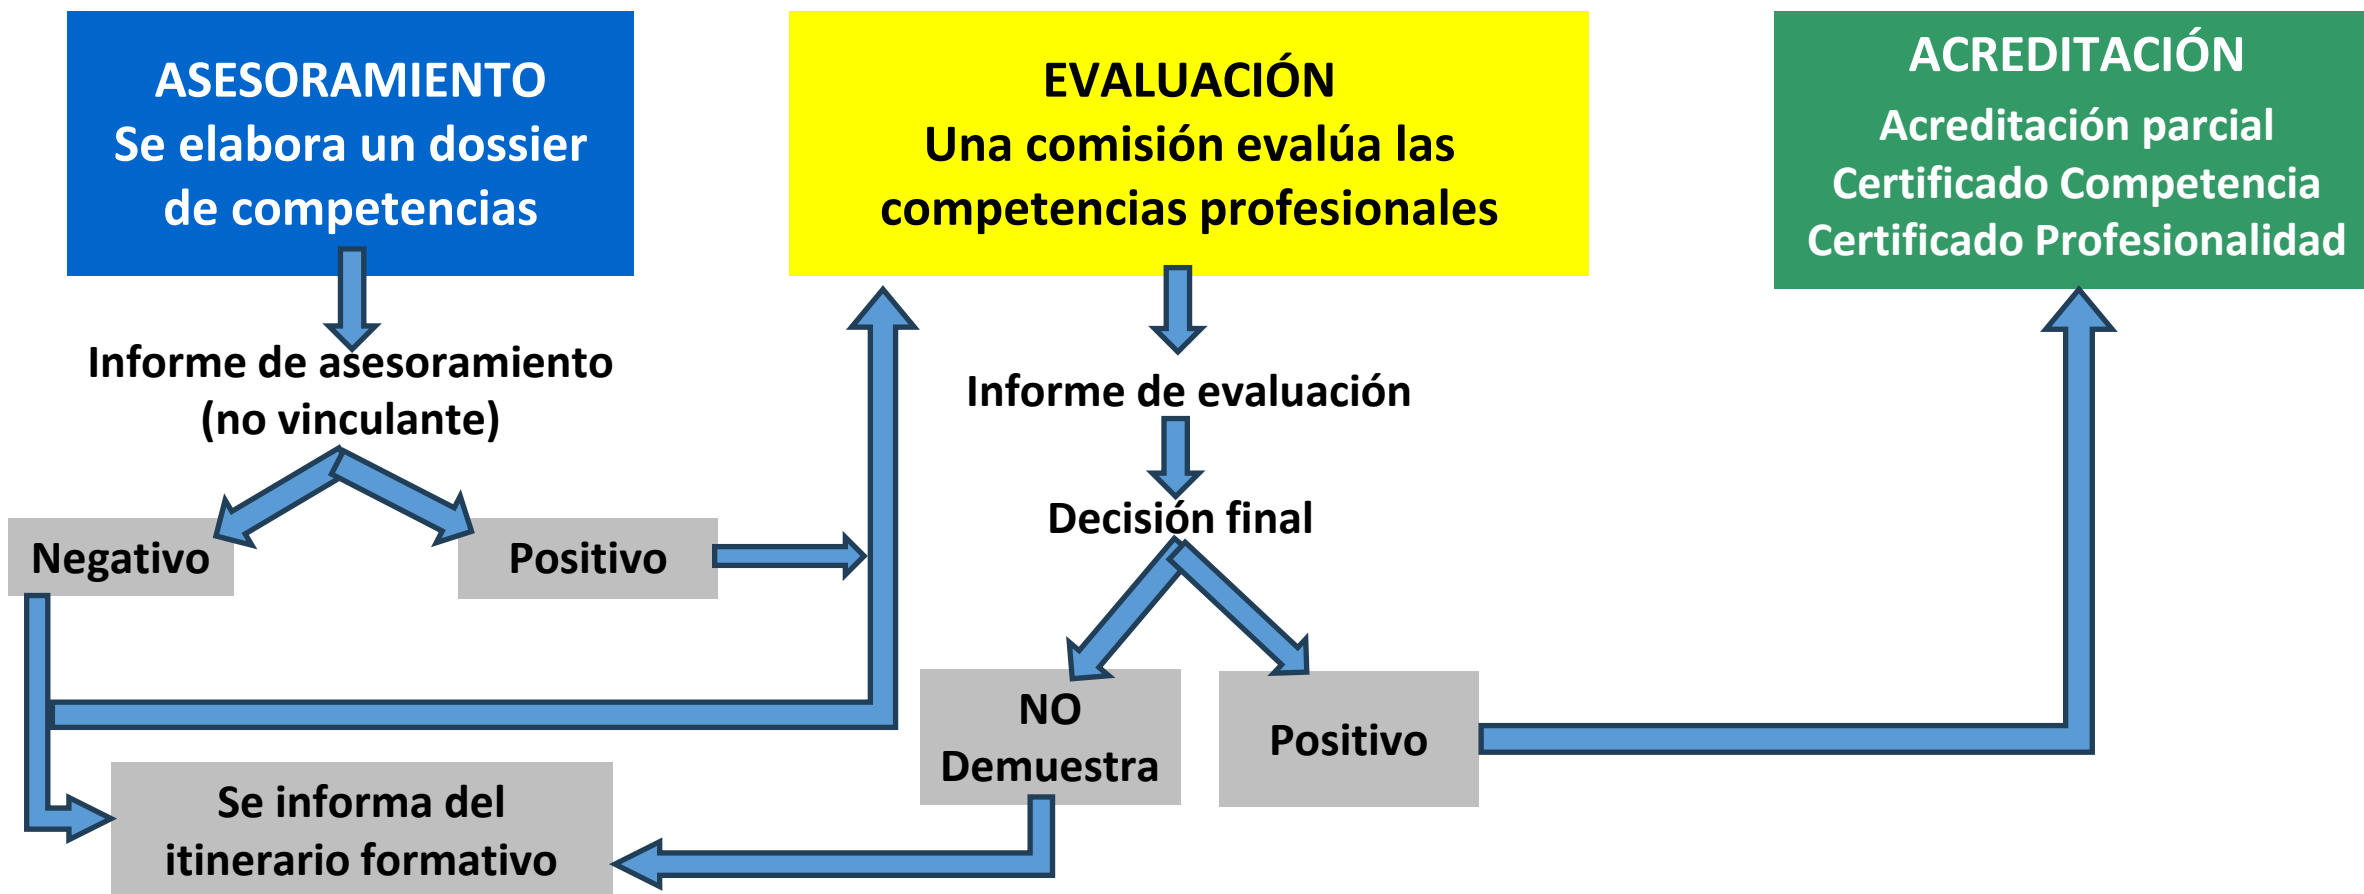 ASESORAMIENTO
Se elabora un dossier
de competencias
Informe de asesoramiento
(no vinculante)
Negativo
Positivo
Se informa del
itinerario formativo
EVALUACIÓN
Una comisión evalúa las
competencias profesionales
Informe de evaluación
Decisión final
NO
Demuestra
Positivo
ACREDITACIÓN
Acreditación parcial
Certificado Competencia
Certificado Profesionalidad